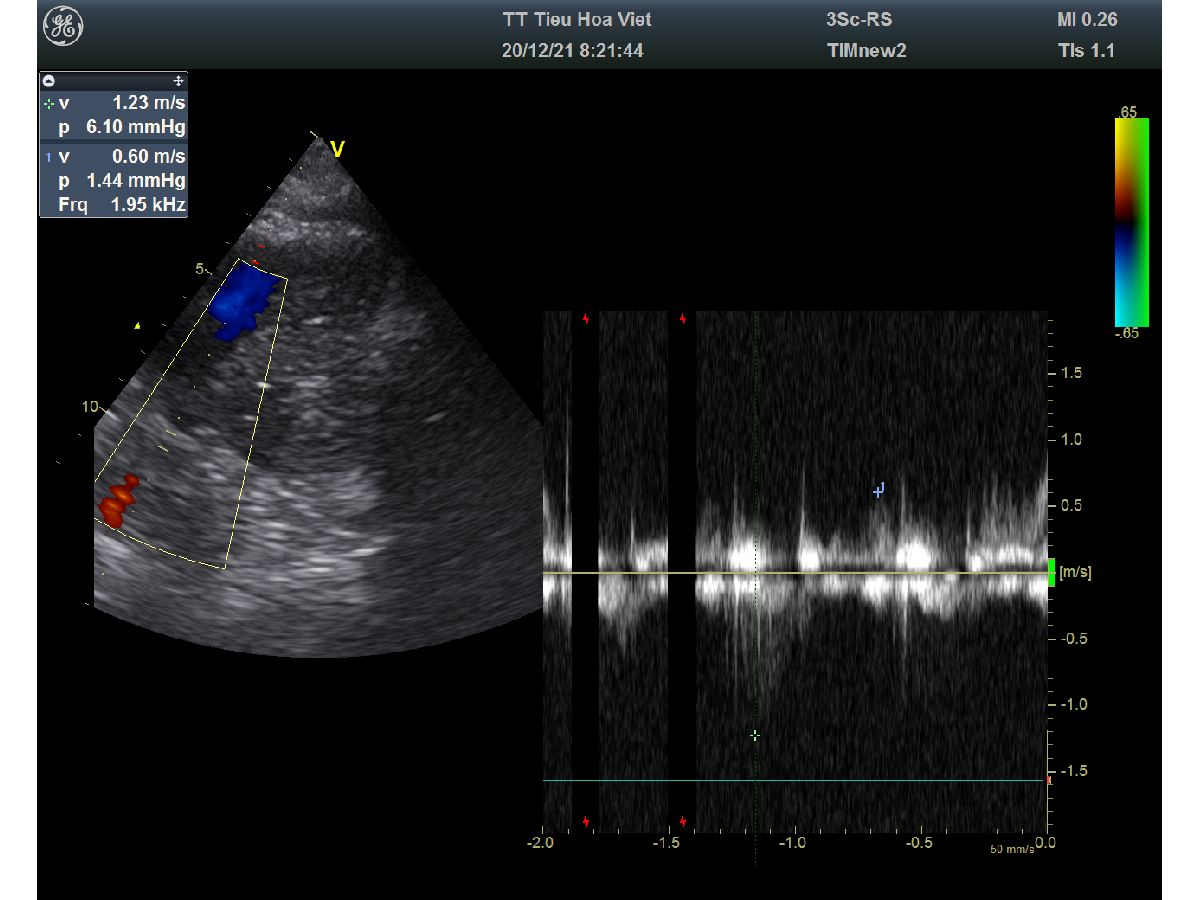 TT Tieu Hoa Viet 3Sc-RS MI 0.26
20/12/21 8:21:44 TIMnew2 TIs 1.1
v 1.23 m/s
p 6.10 mmHg
1 v 0.60 m/s
p 1.44 mmHg
Frq 1.95 kHz
V
5
10
.65
-.65
1
1.5
1.0
0.5
[m/s]
-0.5
-1.0
-1.5
-2.0 -1.5 -1.0 -0.5 0.0
50 mm/s